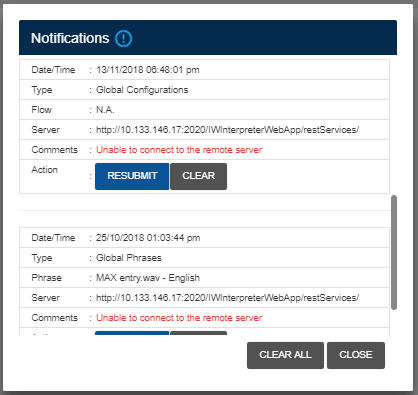 Notifications
Date/Time : 13/11/2018 06:48:01 pm
Type : Global Configurations
Flow : N.A.
Server : http://10.133.146.17:2020/IWInterpreterWebApp/restServices/
Comments : Unable to connect to the remote server
Action : RESUBMIT CLEAR
Date/Time : 25/10/2018 01:03:44 pm
Type : Global Phrases
Phrase : MAX entry.wav - English
Server : http://10.133.146.17:2020/IWInterpreterWebApp/restServices/
Comments : Unable to connect to the remote server
CLEAR ALL CLOSE